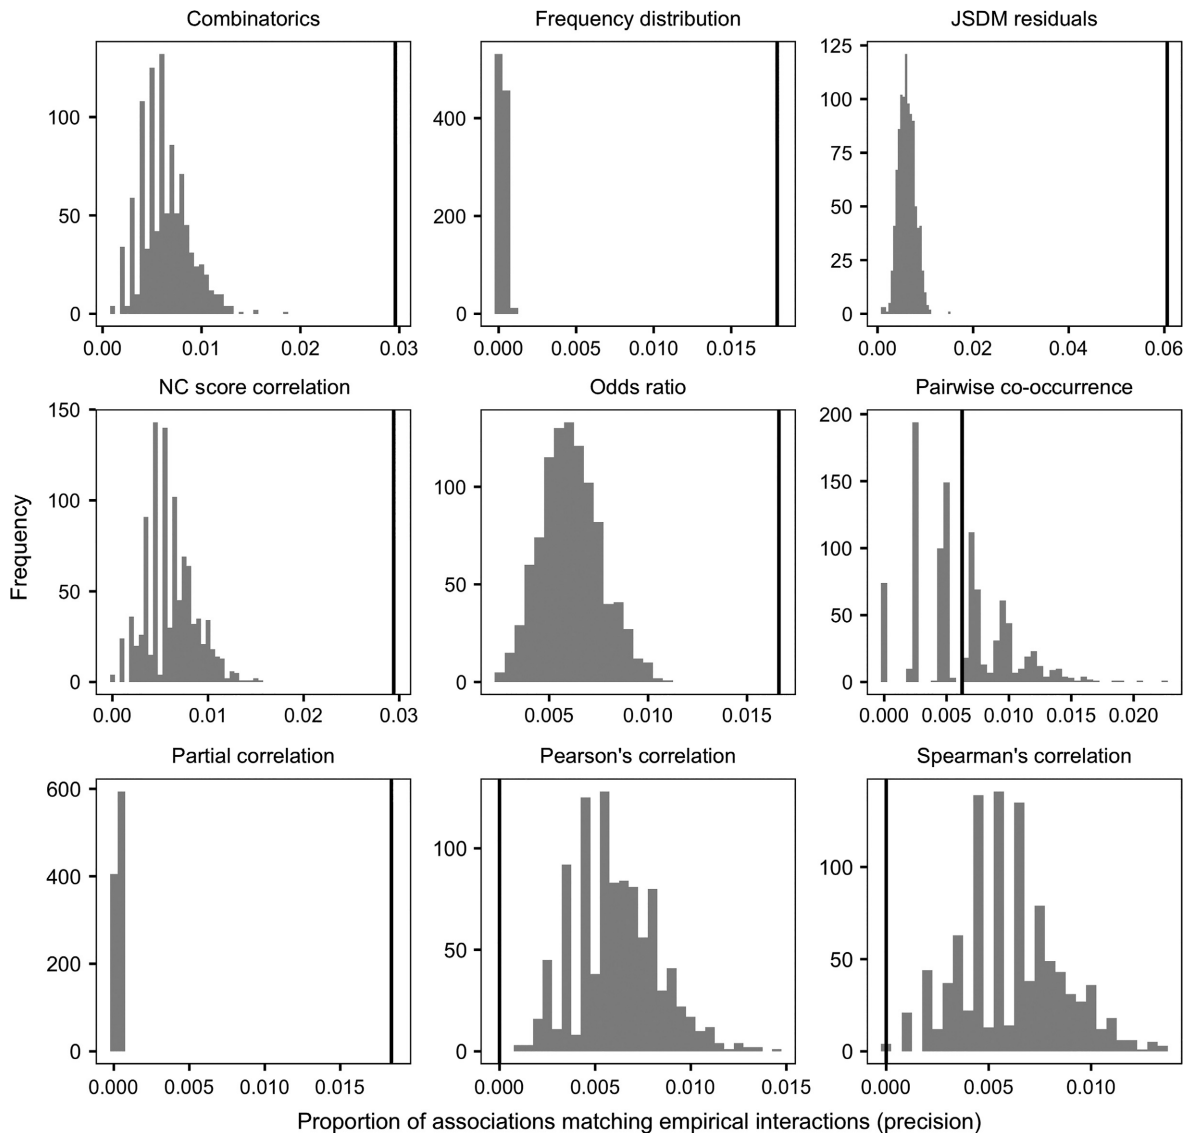 Combinatorics
Frequency distribution
JSDM residuals
100
50
0
0.00 0.01 0.02 0.03
400
200
0
0.000 0.005 0.010 0.015
125
100
75
50
25
0
0.00 0.02 0.04 0.06
NC score correlation
Odds ratio
Pairwise co-occurrence
Frequency
150
100
50
0
0.00 0.01 0.02 0.03
100
50
0
0.005 0.010 0.015
200
150
100
50
0
0.000 0.005 0.010 0.015 0.020
Partial correlation
Pearson's correlation
Spearman's correlation
600
400
200
0
0.000 0.005 0.010 0.015
100
50
0
0.000 0.005 0.010 0.015
100
50
0
0.000 0.005 0.010
Proportion of associations matching empirical interactions (precision)